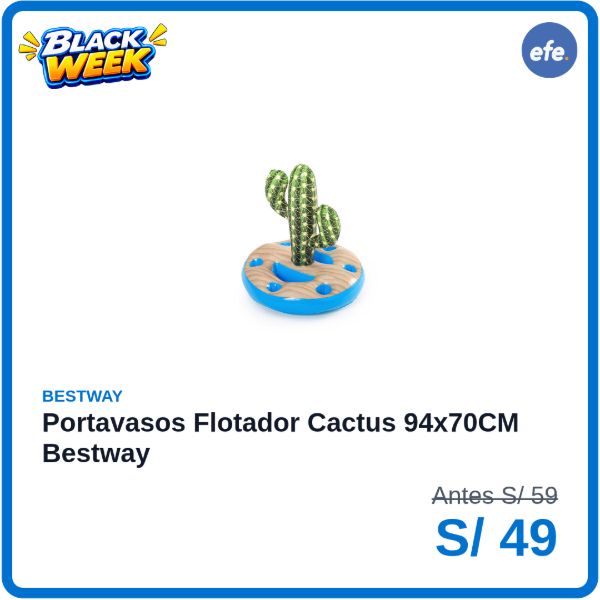 BLACK
WEEK
efe.
BESTWAY
Portavasos Flotador Cactus 94x70CM
Bestway
Antes S/ 59
S/ 49